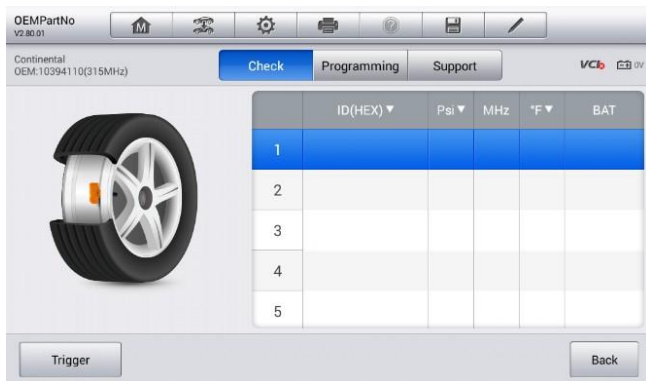 OEMPartNo
V2.80.01
M
Continental
OEM:10394110(315MHz)
Check
Programming
Support
VCI
0V
ID(HEX)▼
Psi▼
MHz
°F▼
BAT
1
2
3
4
5
Trigger
Back